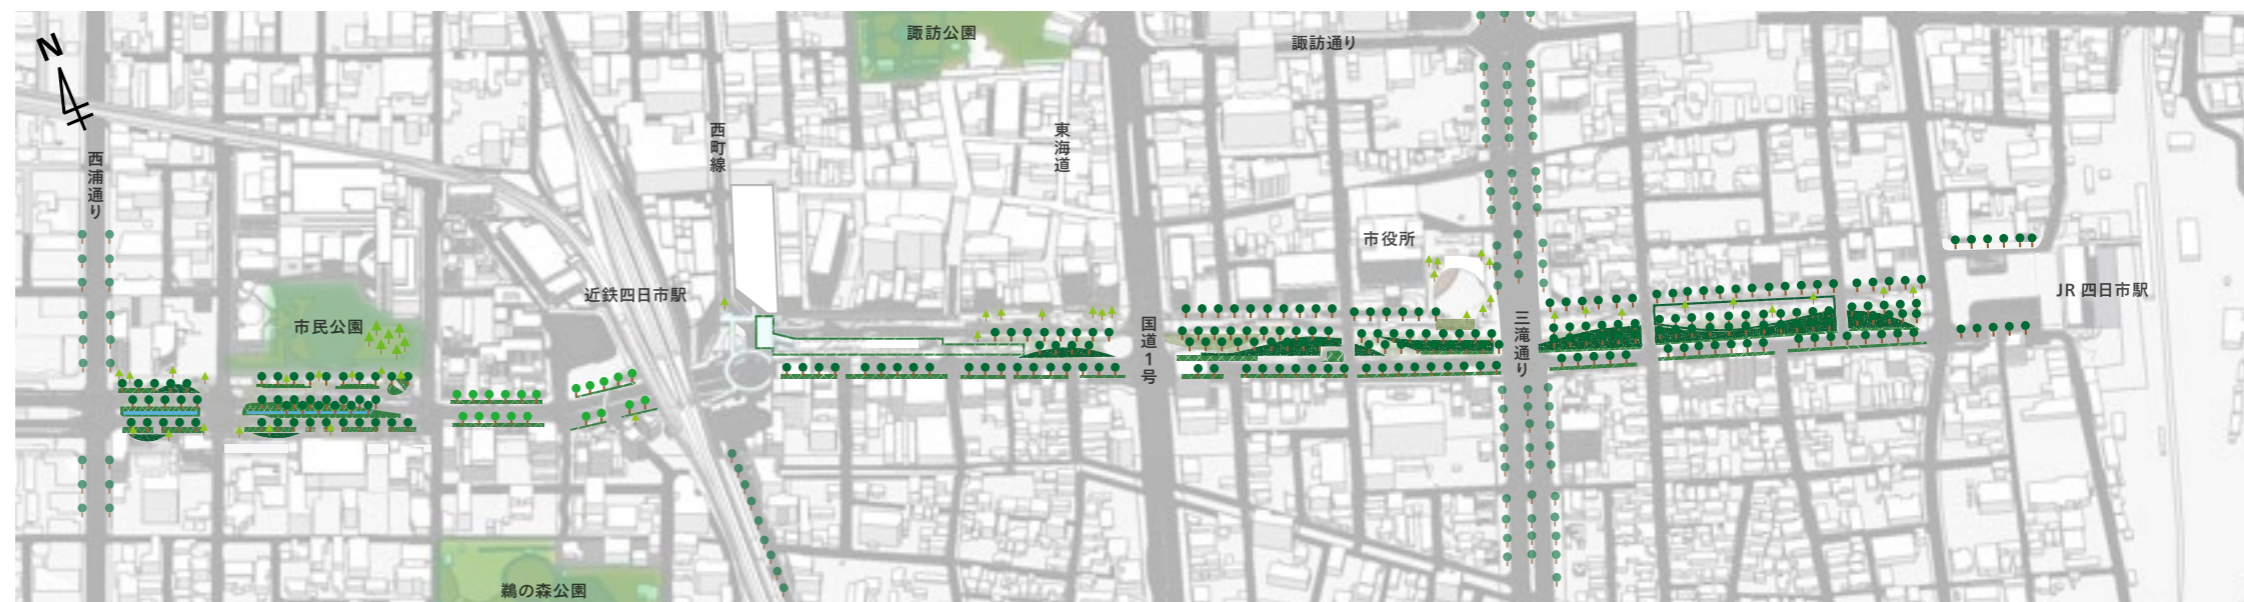 N
諏訪公園
諏訪通り
西浦通り
西町線
東海道
市役所
近鉄四日市駅
JR 四日市駅
市民公園
国道1号
三滝通り
鵜の森公園